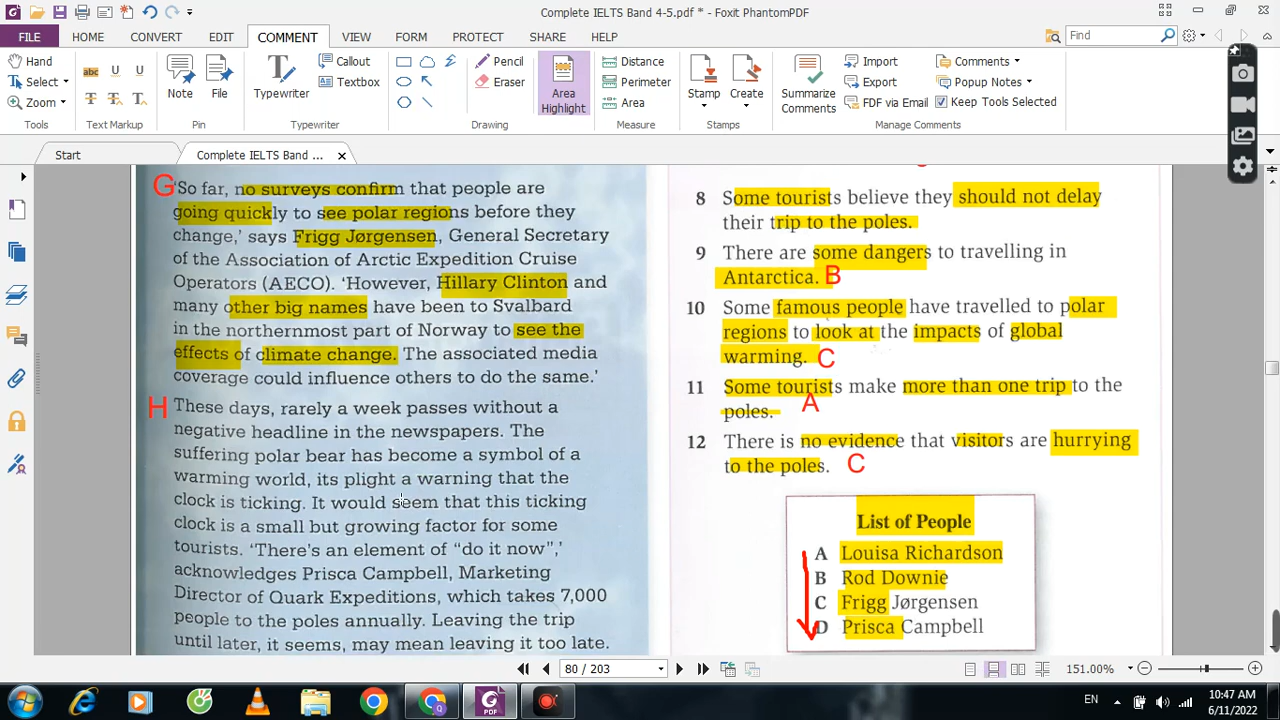 Complete IELTS Band 4-5.pdf * - Foxit PhantomPDF
FILE HOME CONVERT EDIT COMMENT VIEW FORM PROTECT SHARE HELP Find
Hand
Select
Zoom
Tools
abc
Text Markup
Note
File
Pin
Typewriter
Callout
Textbox
Typewriter
Pencil
Eraser
Drawing
Area
Highlight
Distance
Perimeter
Area
Measure
Stamp
Create
Stamps
Summarize
Comments
Import
Export
FDF via Email
Comments
Popup Notes
Keep Tools Selected
Manage Comments
Start
Complete IELTS Band ...
G
'So far, no surveys confirm that people are
going quickly to see polar regions before they
change,' says Frigg Jørgensen, General Secretary
of the Association of Arctic Expedition Cruise
Operators (AECO). 'However, Hillary Clinton and
many other big names have been to Svalbard
in the northernmost part of Norway to see the
effects of climate change. The associated media
coverage could influence others to do the same.'
H
These days, rarely a week passes without a
negative headline in the newspapers. The
suffering polar bear has become a symbol of a
warming world, its plight a warning that the
clock is ticking. It would seem that this ticking
clock is a small but growing factor for some
tourists. 'There's an element of "do it now",'
acknowledges Prisca Campbell, Marketing
Director of Quark Expeditions, which takes 7,000
people to the poles annually. Leaving the trip
until later, it seems, may mean leaving it too late.
8 Some tourists believe they should not delay
their trip to the poles.
9 There are some dangers to travelling in
Antarctica. B
10 Some famous people have travelled to polar
regions to look at the impacts of global
warming. C
11 Some tourists make more than one trip to the
poles. A
12 There is no evidence that visitors are hurrying
to the poles. C
List of People
A Louisa Richardson
B Rod Downie
C Frigg Jørgensen
D Prisca Campbell
80 / 203
151.00%
PDF
EN
10:47 AM
6/11/2022